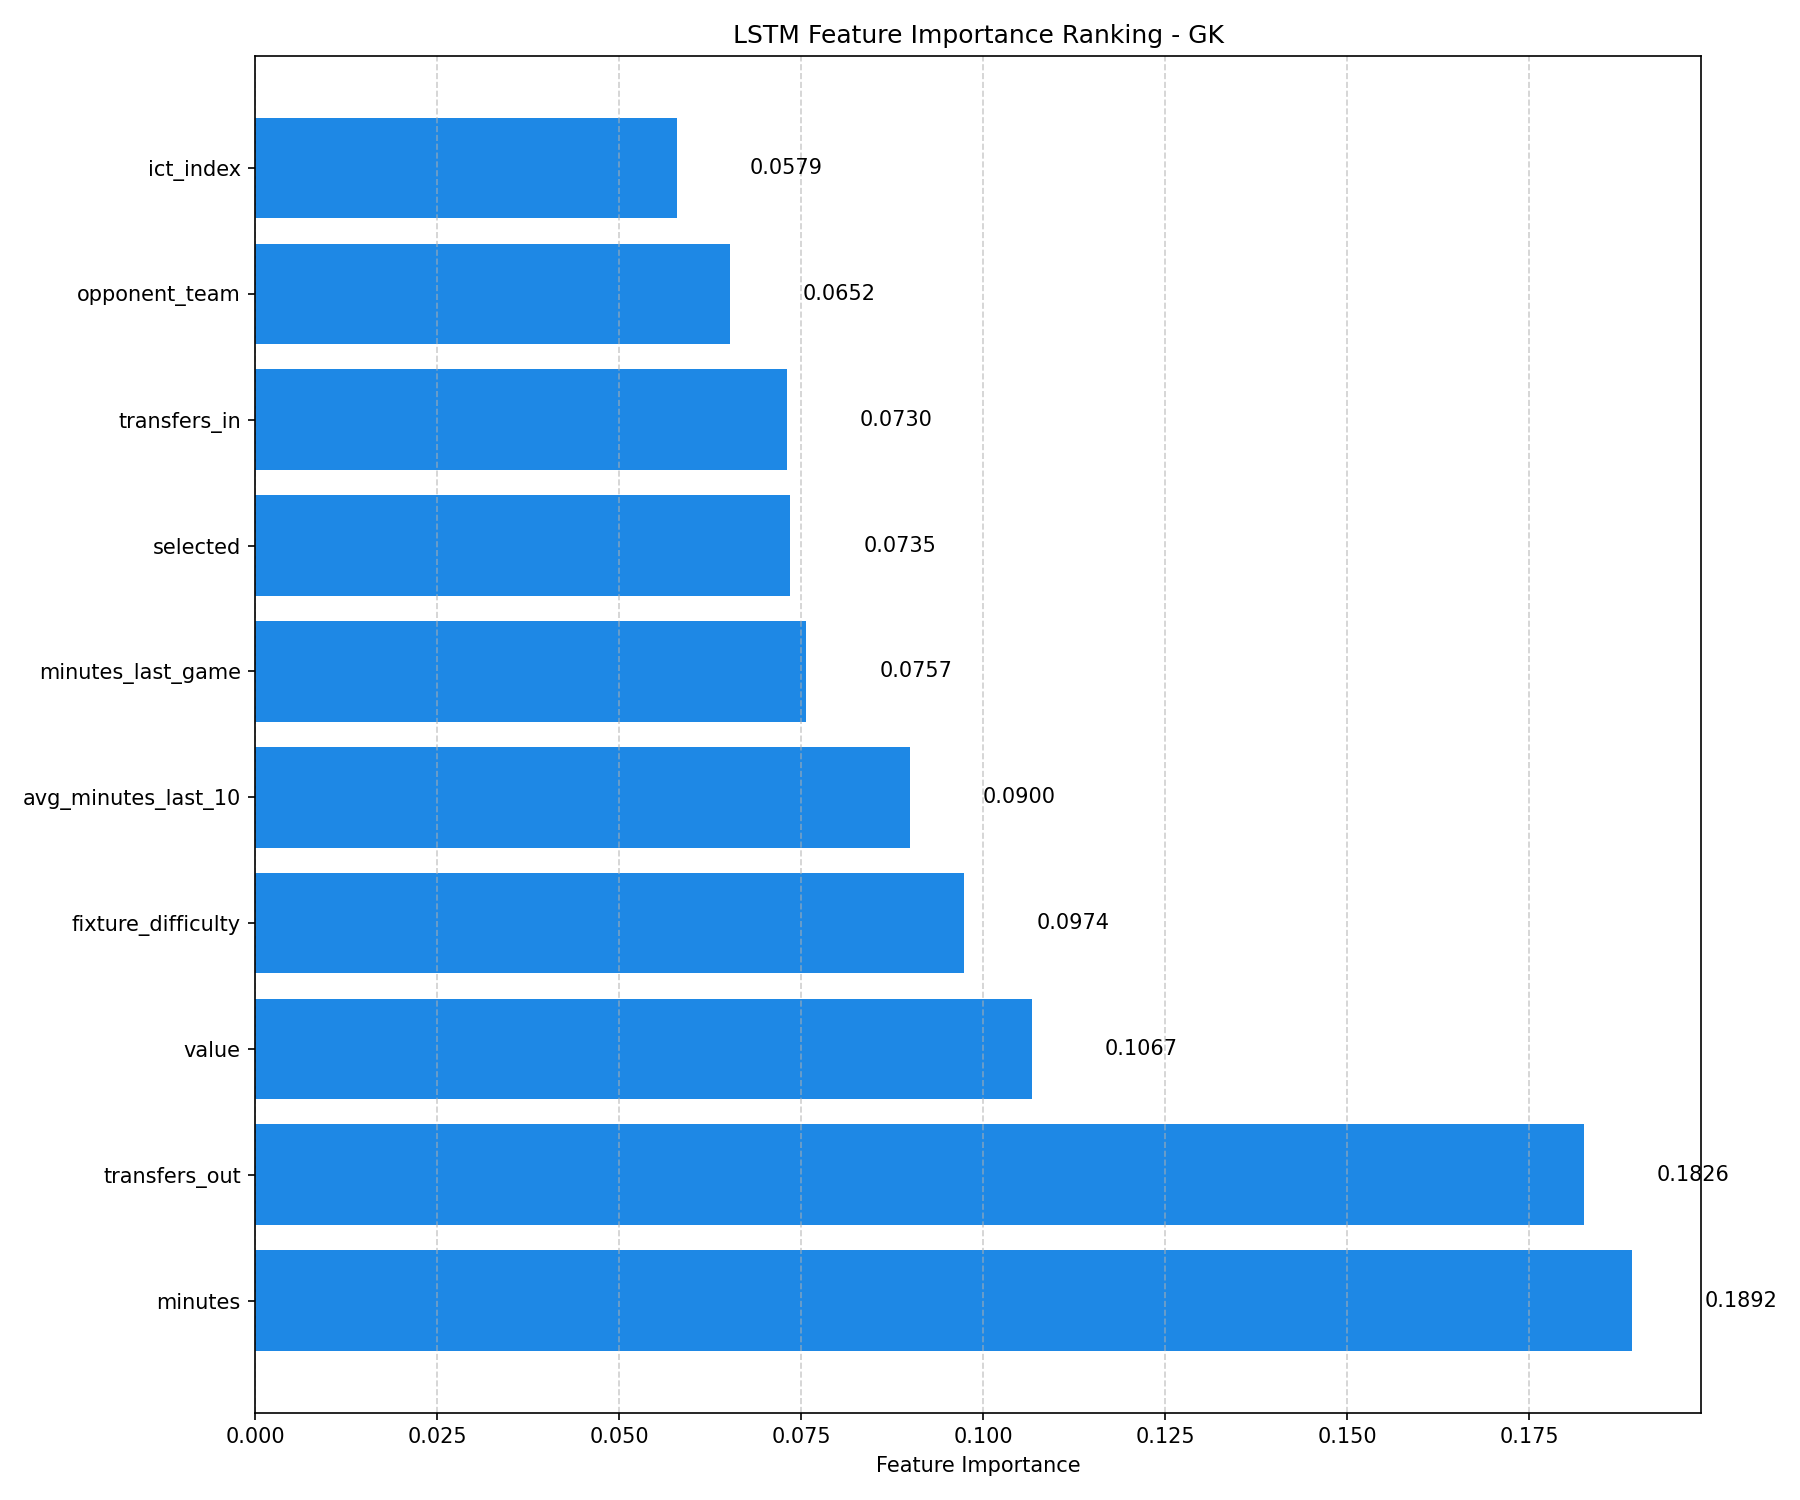 LSTM Feature Importance Ranking - GK
ict_index 0.0579
opponent_team 0.0652
transfers_in 0.0730
selected 0.0735
minutes_last_game 0.0757
avg_minutes_last_10 0.0900
fixture_difficulty 0.0974
value 0.1067
transfers_out 0.1826
minutes 0.1892
0.000 0.025 0.050 0.075 0.100 0.125 0.150 0.175
Feature Importance